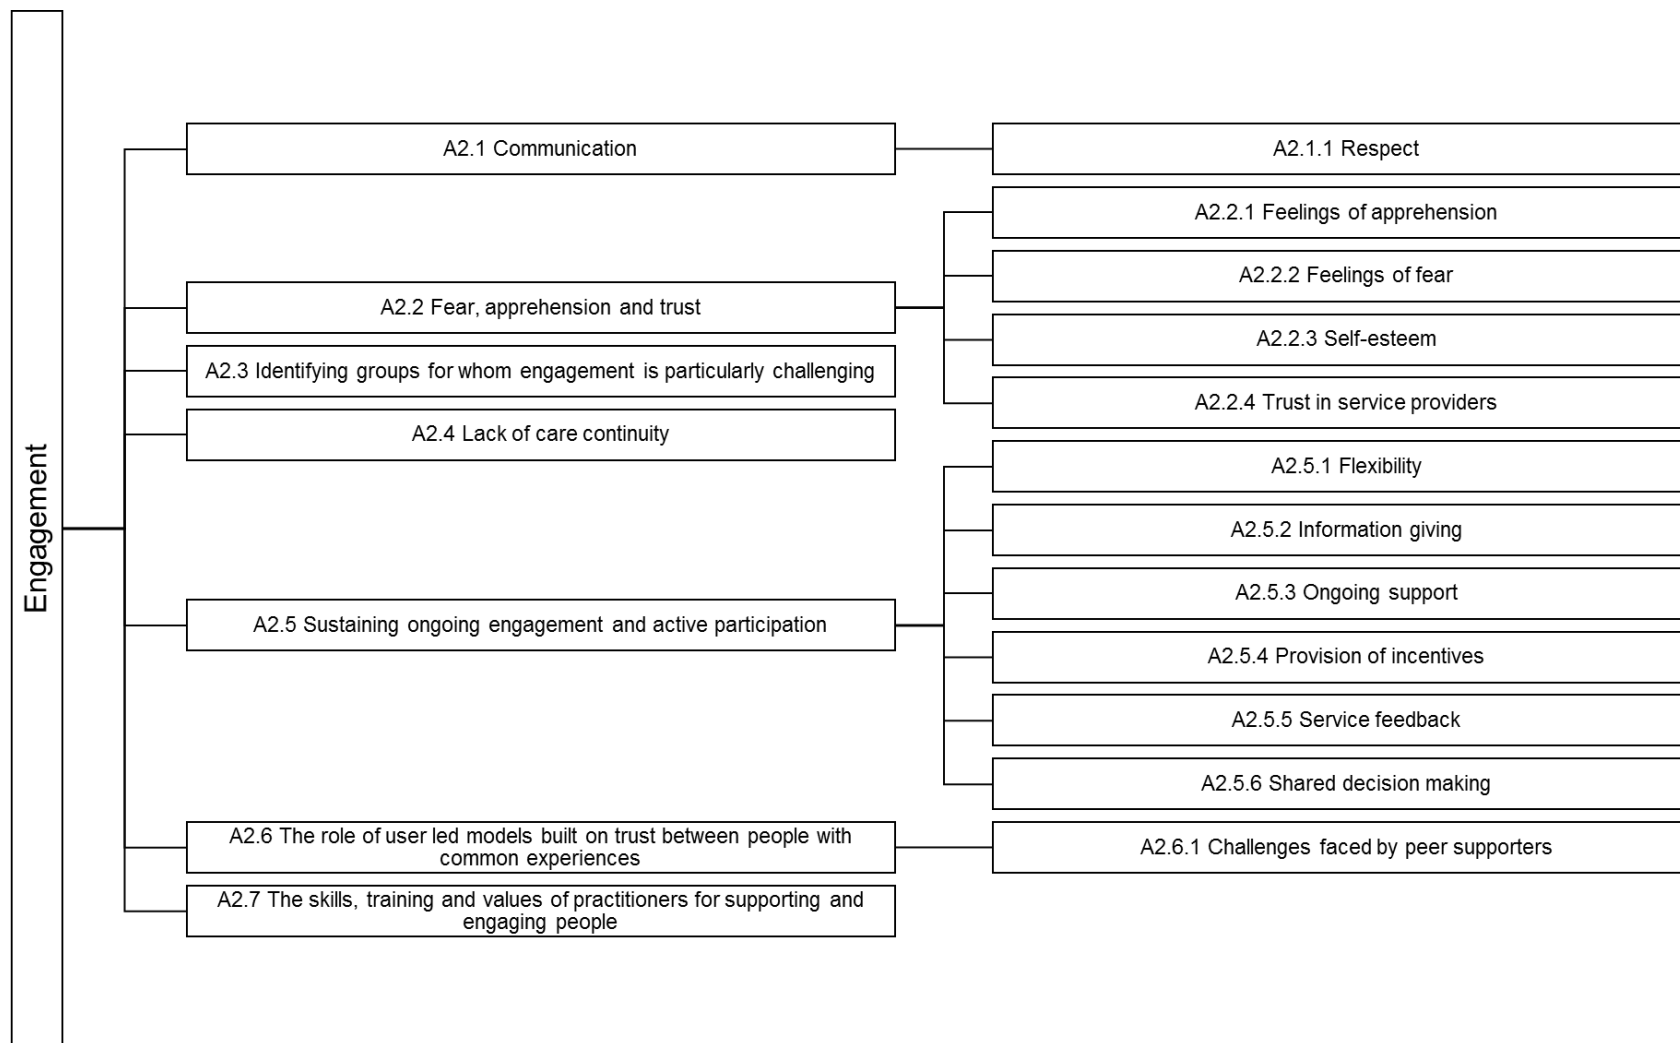 Engagement
A2.1 Communication
A2.1.1 Respect
A2.2 Fear, apprehension and trust
A2.2.1 Feelings of apprehension
A2.2.2 Feelings of fear
A2.2.3 Self-esteem
A2.2.4 Trust in service providers
A2.3 Identifying groups for whom engagement is particularly challenging
A2.4 Lack of care continuity
A2.5 Sustaining ongoing engagement and active participation
A2.5.1 Flexibility
A2.5.2 Information giving
A2.5.3 Ongoing support
A2.5.4 Provision of incentives
A2.5.5 Service feedback
A2.5.6 Shared decision making
A2.6 The role of user led models built on trust between people with
common experiences
A2.6.1 Challenges faced by peer supporters
A2.7 The skills, training and values of practitioners for supporting and
engaging people